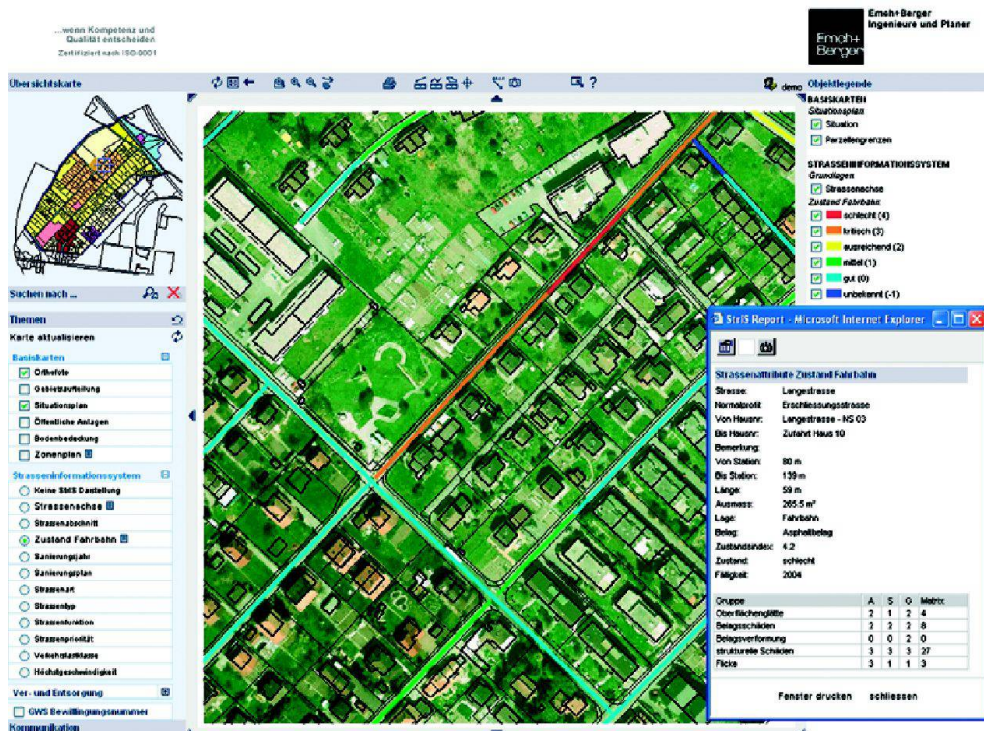 ...wenn Kompetenz und
Qualität entscheiden
Zertifiziert nach ISO-9001
Emch+Berger
Ingenieure und Planer
Emch+
Berger
Übersichtskarte
demo
Objektlegende
BASISKARTEN
Situationsplan
Situation
Parzellengrenzen
STRASSENINFORMATIONSSYSTEM
Grundlagen
Strassenachse
Zustand Fahrbahn
schlecht (4)
kritisch (3)
ausreichend (2)
mittel (1)
gut (0)
unbekannt (-1)
Suchen nach ...
Themen
Karte aktualisieren
Basiskarten
Orthofoto
Gebietsaufteilung
Situationsplan
Öffentliche Anlagen
Bodenbedeckung
Zonenplan
Strasseninformationssystem
Keine StrIS Darstellung
Strassenachse
Strassenabschnitt
Zustand Fahrbahn
Sanierungsjahr
Sanierungsplan
Strassenart
Strassentyp
Strassenfunktion
Strassenpriorität
Verkehrslastklasse
Höchstgeschwindigkeit
Ver- und Entsorgung
GWS Bewilligungsnummer
Kommunikation
StrIS Report - Microsoft Internet Explorer
Strassenattribute Zustand Fahrbahn
Strasse: Langestrasse
Normalprofil: Erschliessungsstrasse
Von Hausnr: Langestrasse - NS 03
Bis Hausnr: Zufahrt Haus 10
Bemerkung:
Von Station: 80 m
Bis Station: 139 m
Länge: 59 m
Ausmass: 265.5 m²
Lage: Fahrbahn
Belag: Asphaltbelag
Zustandsindex: 4.2
Zustand: schlecht
Fälligkeit: 2004
Gruppe A S G Matrix
Oberflächenglätte 2 1 2 4
Belagsschäden 2 2 2 8
Belagsverformung 0 0 2 0
strukturelle Schäden 3 3 3 27
Flicke 3 1 1 3
Fenster drucken schliessen